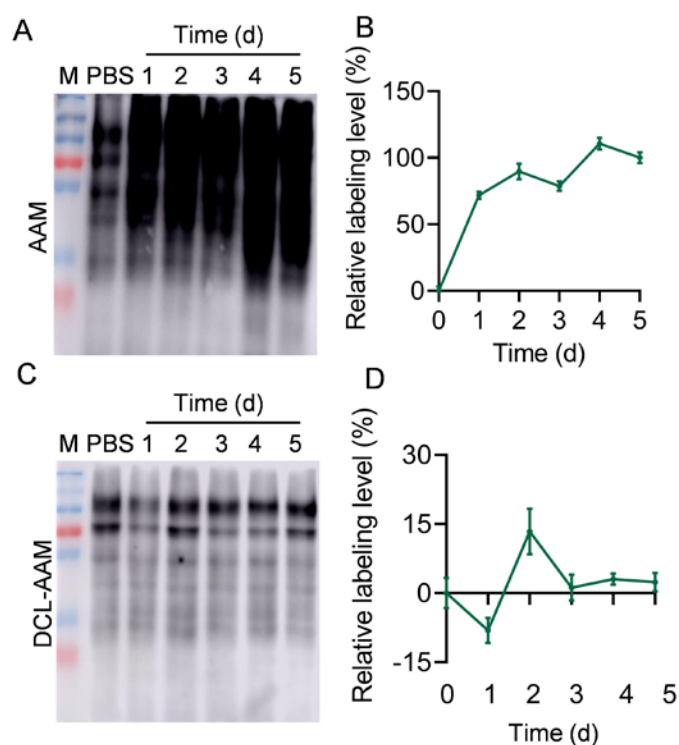 A
Time (d)
M PBS 1 2 3 4 5
AAM
B
Relative labeling level (%)
150
100
50
0
0 1 2 3 4 5
Time (d)
C
Time (d)
M PBS 1 2 3 4 5
DCL-AAM
D
Relative labeling level (%)
30
15
0
-15
0 1 2 3 4 5
Time (d)